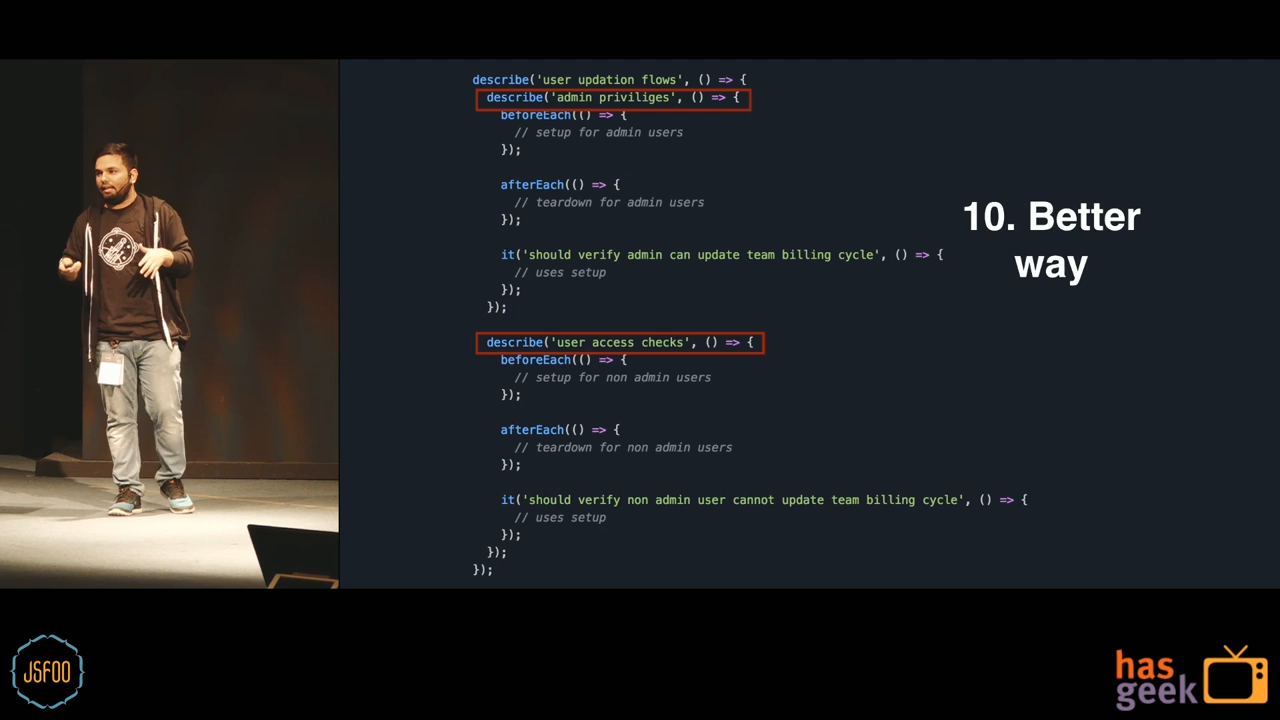 describe('user updation flows', () => {
describe('admin priviliges', () => {
beforeEach(() => {
// setup for admin users
});
afterEach(() => {
// teardown for admin users
});
it('should verify admin can update team billing cycle', () => {
// uses setup
});
});
describe('user access checks', () => {
beforeEach(() => {
// setup for non admin users
});
afterEach(() => {
// teardown for non admin users
});
it('should verify non admin user cannot update team billing cycle', () => {
// uses setup
});
});
});
10. Better
way
JSFOO
has
geek